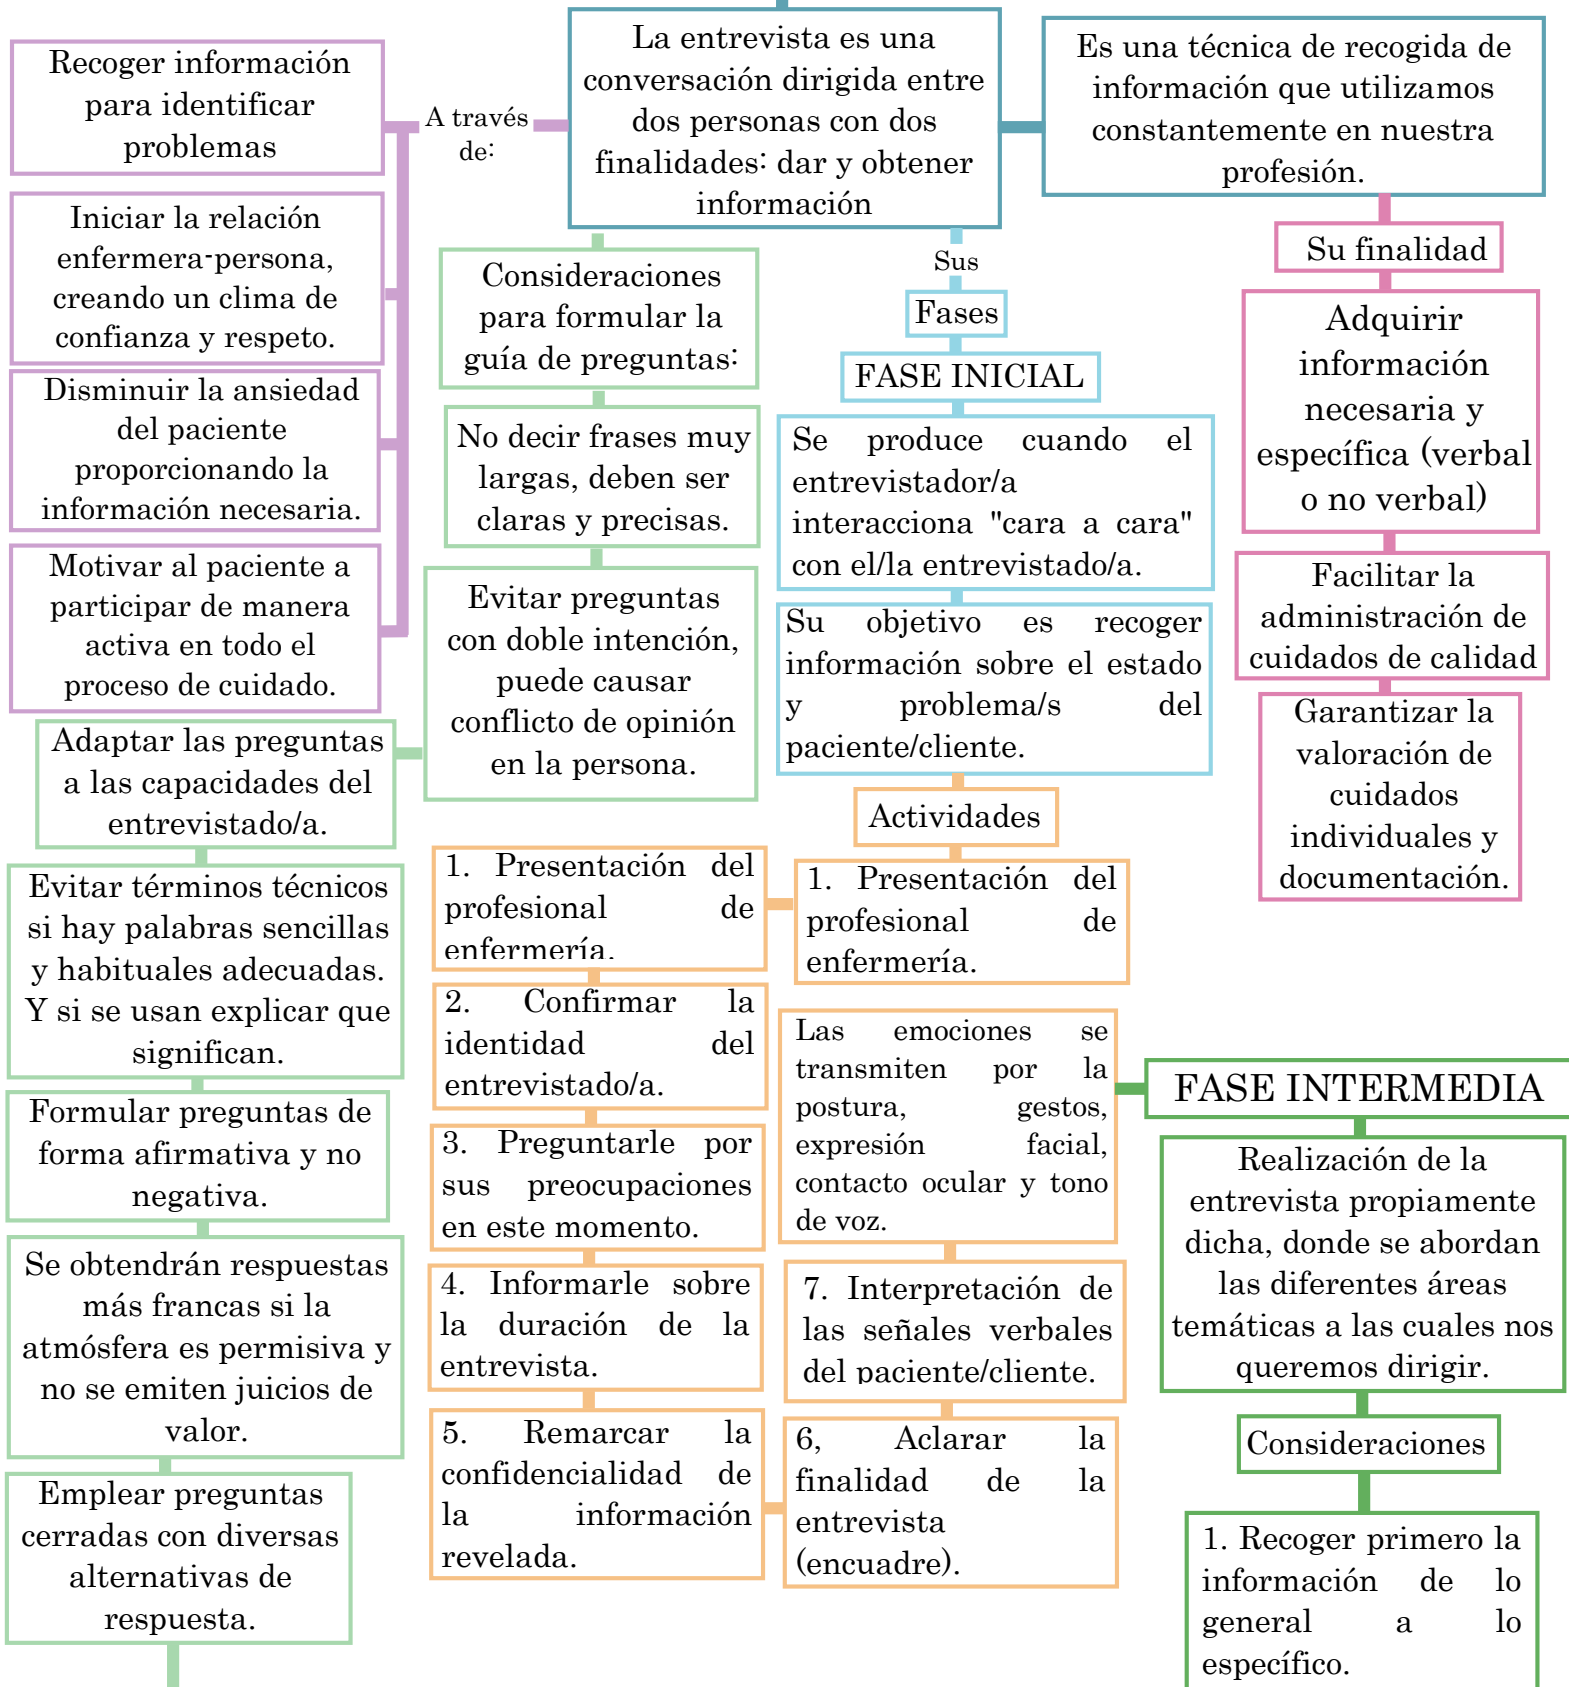 La entrevista es una
conversación dirigida entre
dos personas con dos
finalidades: dar y obtener
información
Es una técnica de recogida de
información que utilizamos
constantemente en nuestra
profesión.
A través
de:
Recoger información
para identificar
problemas
Iniciar la relación
enfermera-persona,
creando un clima de
confianza y respeto.
Disminuir la ansiedad
del paciente
proporcionando la
información necesaria.
Motivar al paciente a
participar de manera
activa en todo el
proceso de cuidado.
Consideraciones
para formular la
guía de preguntas:
No decir frases muy
largas, deben ser
claras y precisas.
Evitar preguntas
con doble intención,
puede causar
conflicto de opinión
en la persona.
Adaptar las preguntas
a las capacidades del
entrevistado/a.
Evitar términos técnicos
si hay palabras sencillas
y habituales adecuadas.
Y si se usan explicar que
significan.
Formular preguntas de
forma afirmativa y no
negativa.
Se obtendrán respuestas
más francas si la
atmósfera es permisiva y
no se emiten juicios de
valor.
Emplear preguntas
cerradas con diversas
alternativas de
respuesta.
Sus
Fases
FASE INICIAL
Se produce cuando el
entrevistador/a
interacciona "cara a cara"
con el/la entrevistado/a.
Su objetivo es recoger
información sobre el estado
y problema/s del
paciente/cliente.
Actividades
1. Presentación del
profesional de
enfermería.
1. Presentación del
profesional de
enfermería.
2. Confirmar la
identidad del
entrevistado/a.
3. Preguntarle por
sus preocupaciones
en este momento.
4. Informarle sobre
la duración de la
entrevista.
5. Remarcar la
confidencialidad de
la información
revelada.
6, Aclarar la
finalidad de la
entrevista
(encuadre).
7. Interpretación de
las señales verbales
del paciente/cliente.
Las emociones se
transmiten por la
postura, gestos,
expresión facial,
contacto ocular y tono
de voz.
Su finalidad
Adquirir
información
necesaria y
específica (verbal
o no verbal)
Facilitar la
administración de
cuidados de calidad
Garantizar la
valoración de
cuidados
individuales y
documentación.
FASE INTERMEDIA
Realización de la
entrevista propiamente
dicha, donde se abordan
las diferentes áreas
temáticas a las cuales nos
queremos dirigir.
Consideraciones
1. Recoger primero la
información de lo
general a lo
específico.